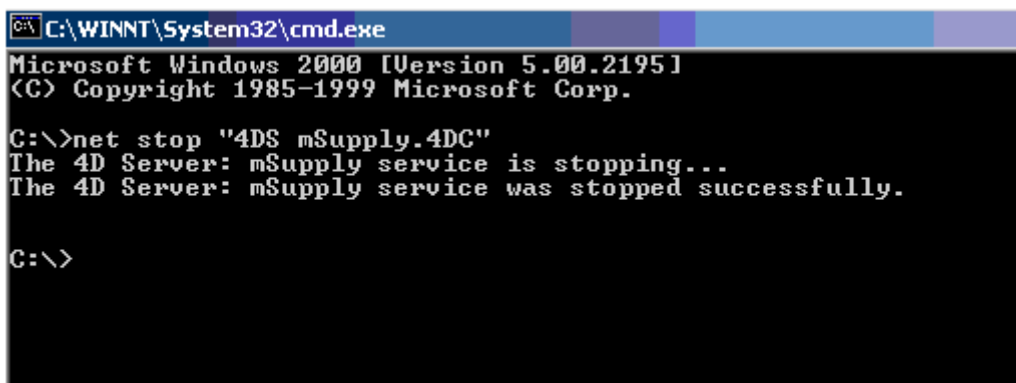 C:\WINNT\System32\cmd.exe
Microsoft Windows 2000 [Version 5.00.2195]
(C) Copyright 1985-1999 Microsoft Corp.
C:\>net stop "4DS mSupply.4DC"
The 4D Server: mSupply service is stopping...
The 4D Server: mSupply service was stopped successfully.
C:\>